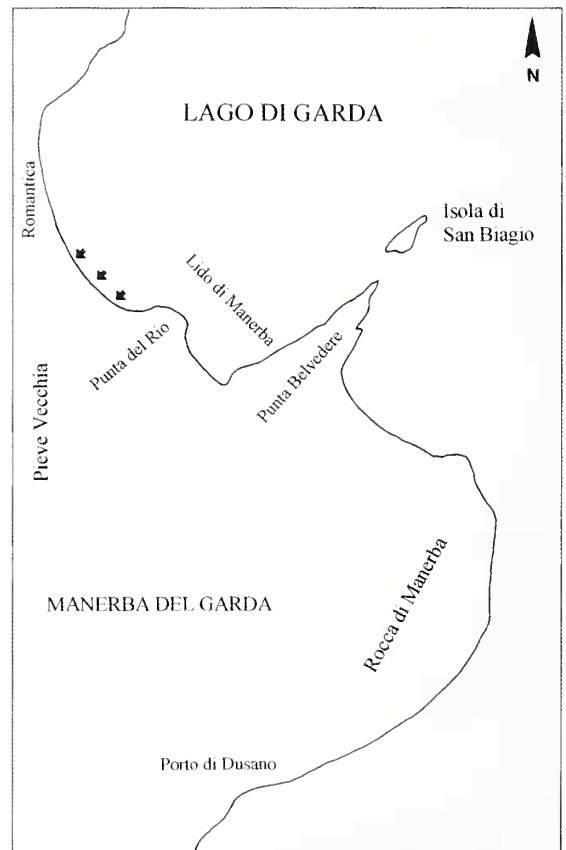 N
LAGO DI GARDA
Romantica
Isola di
San Biagio
Lido di Manerba
Punta del Rio
Punta Belvedere
Pieve Vecchia
Rocca di Manerba
MANERBA DEL GARDA
Porto di Dusano